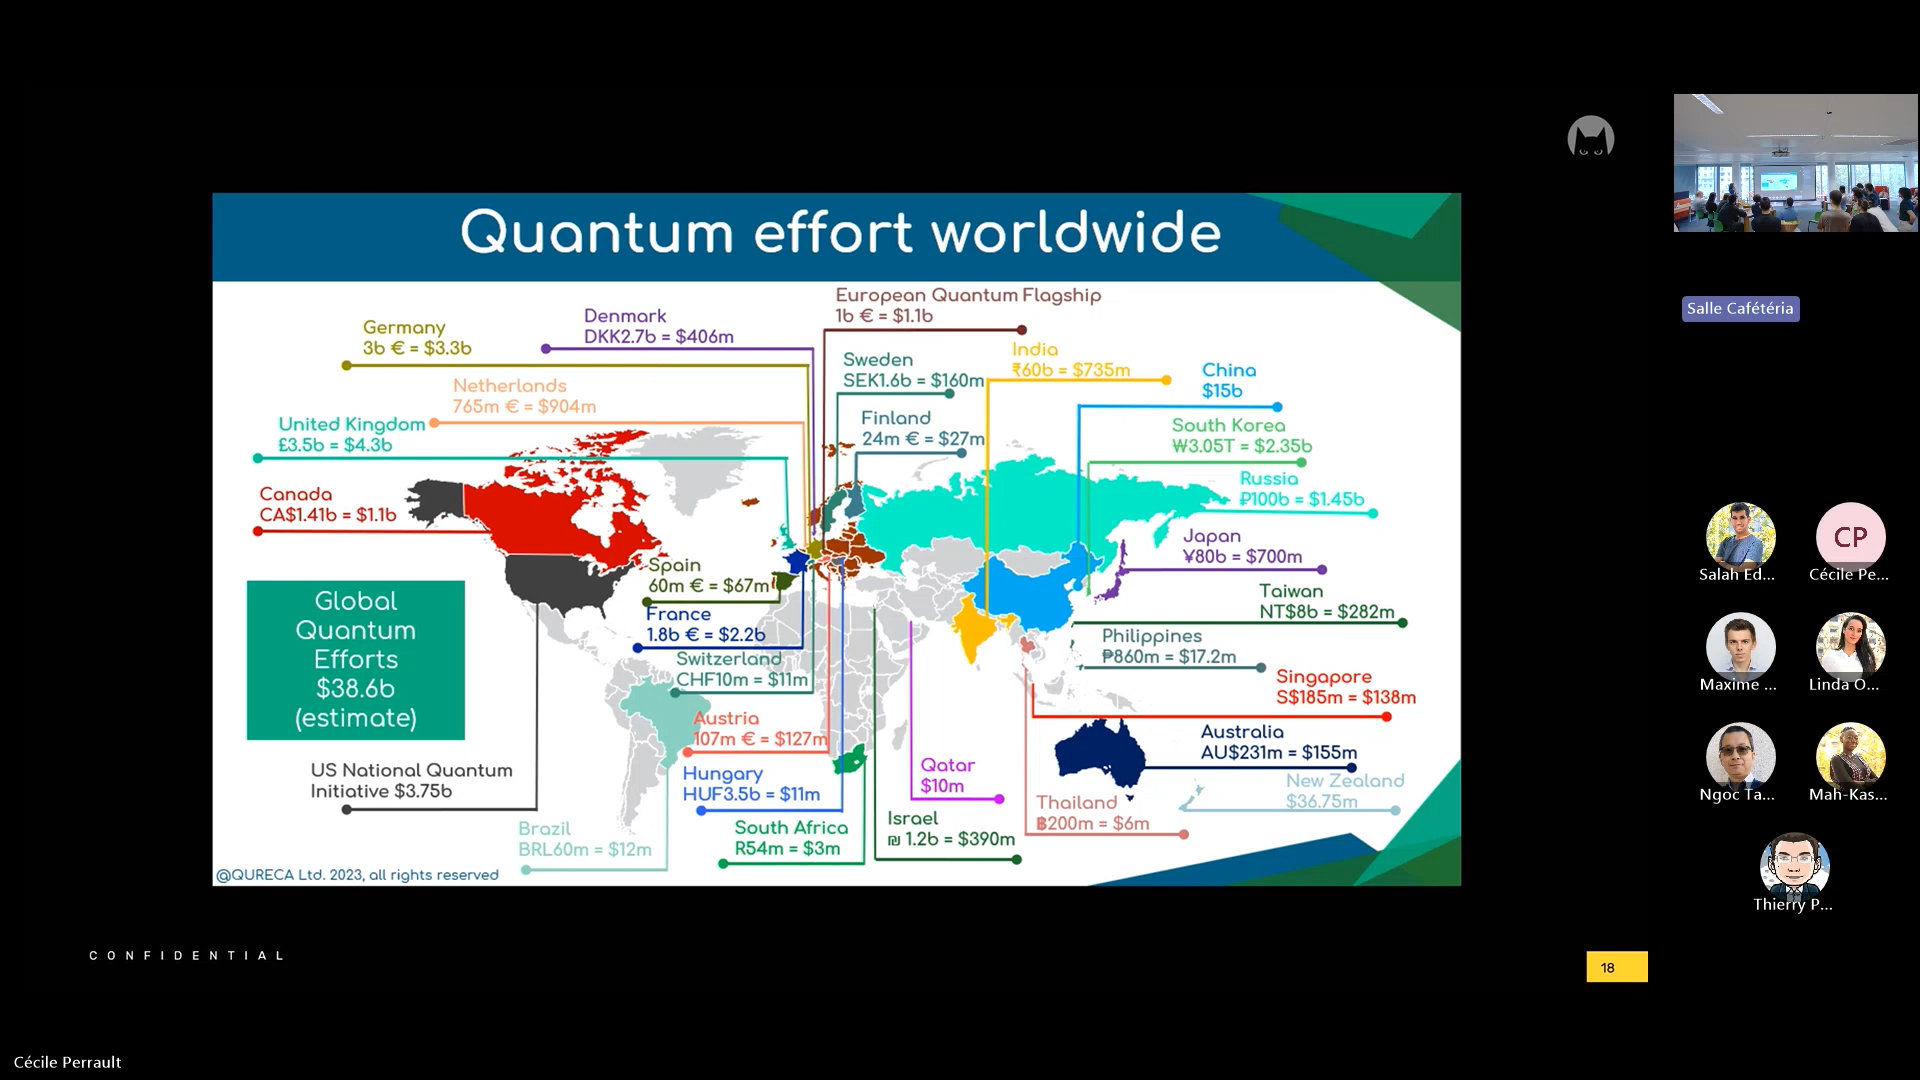 Quantum effort worldwide
European Quantum Flagship
1b € = $1.1b
Denmark
DKK2.7b = $406m
Germany
3b € = $3.3b
Sweden
SEK1.6b = $160m
India
₹60b = $735m
China
$15b
Netherlands
765m € = $904m
Finland
24m € = $27m
United Kingdom
£3.5b = $4.3b
South Korea
₩3.05T = $2.35b
Russia
₽100b = $1.45b
Canada
CA$1.41b = $1.1b
Japan
¥80b = $700m
Spain
60m € = $67m
Taiwan
NT$8b = $282m
France
1.8b € = $2.2b
Philippines
₱860m = $17.2m
Switzerland
CHF10m = $11m
Singapore
S$185m = $138m
Global
Quantum
Efforts
$38.6b
(estimate)
Austria
107m € = $127m
Australia
AU$231m = $155m
US National Quantum
Initiative $3.75b
Hungary
HUF3.5b = $11m
Qatar
$10m
New Zealand
$36.75m
Thailand
฿200m = $6m
Brazil
BRL60m = $12m
South Africa
R54m = $3m
Israel
₪ 1.2b = $390m
@QURECA Ltd. 2023, all rights reserved
CONFIDENTIAL
18
Cécile Perrault
Salle Cafétéria
Salah Ed...
CP
Cécile Pe...
Maxime ...
Linda O...
Ngoc Ta...
Mah-Kas...
Thierry P...